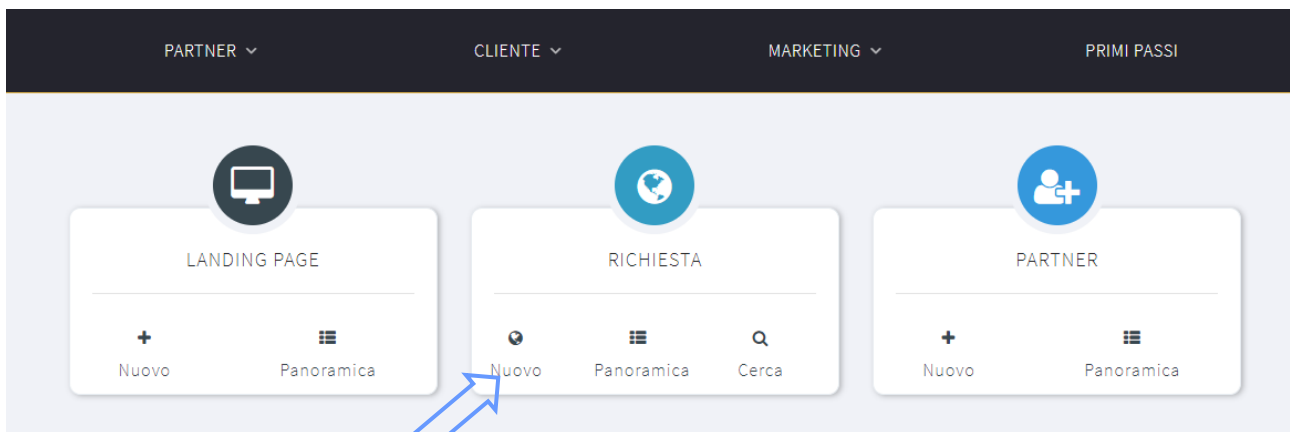 PARTNER CLIENTE MARKETING PRIMI PASSI
LANDING PAGE
Nuovo Panoramica
RICHIESTA
Nuovo Panoramica Cerca
PARTNER
Nuovo Panoramica